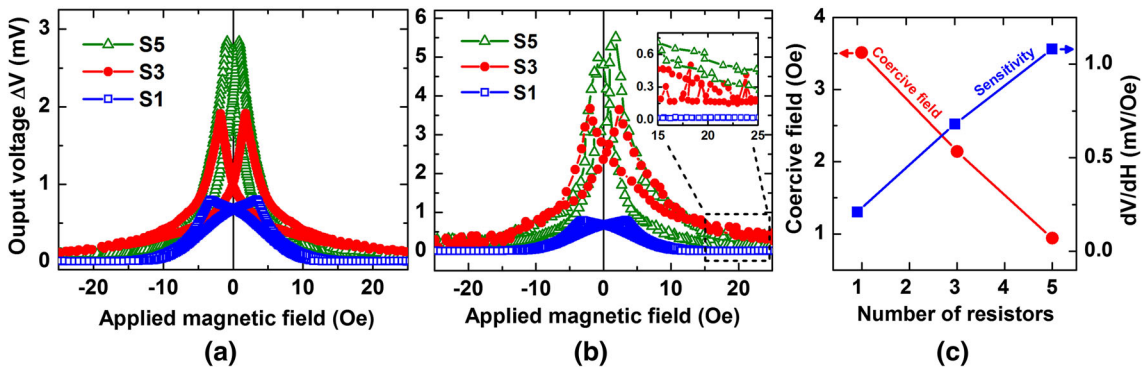 Ouput voltage ΔV (mV)
3
2
1
0
S5
S3
S1
-20 -10 0 10 20
Applied magnetic field (Oe)
(a)
6
5
4
3
2
1
0
S5
S3
S1
0.6
0.3
0.0
15 20 25
-20 -10 0 10 20
Applied magnetic field (Oe)
(b)
Coercive field (Oe)
4
3
2
1
Coercive field
Sensitivity
1.0
0.5
0.0
dV/dH (mV/Oe)
1 2 3 4 5
Number of resistors
(c)